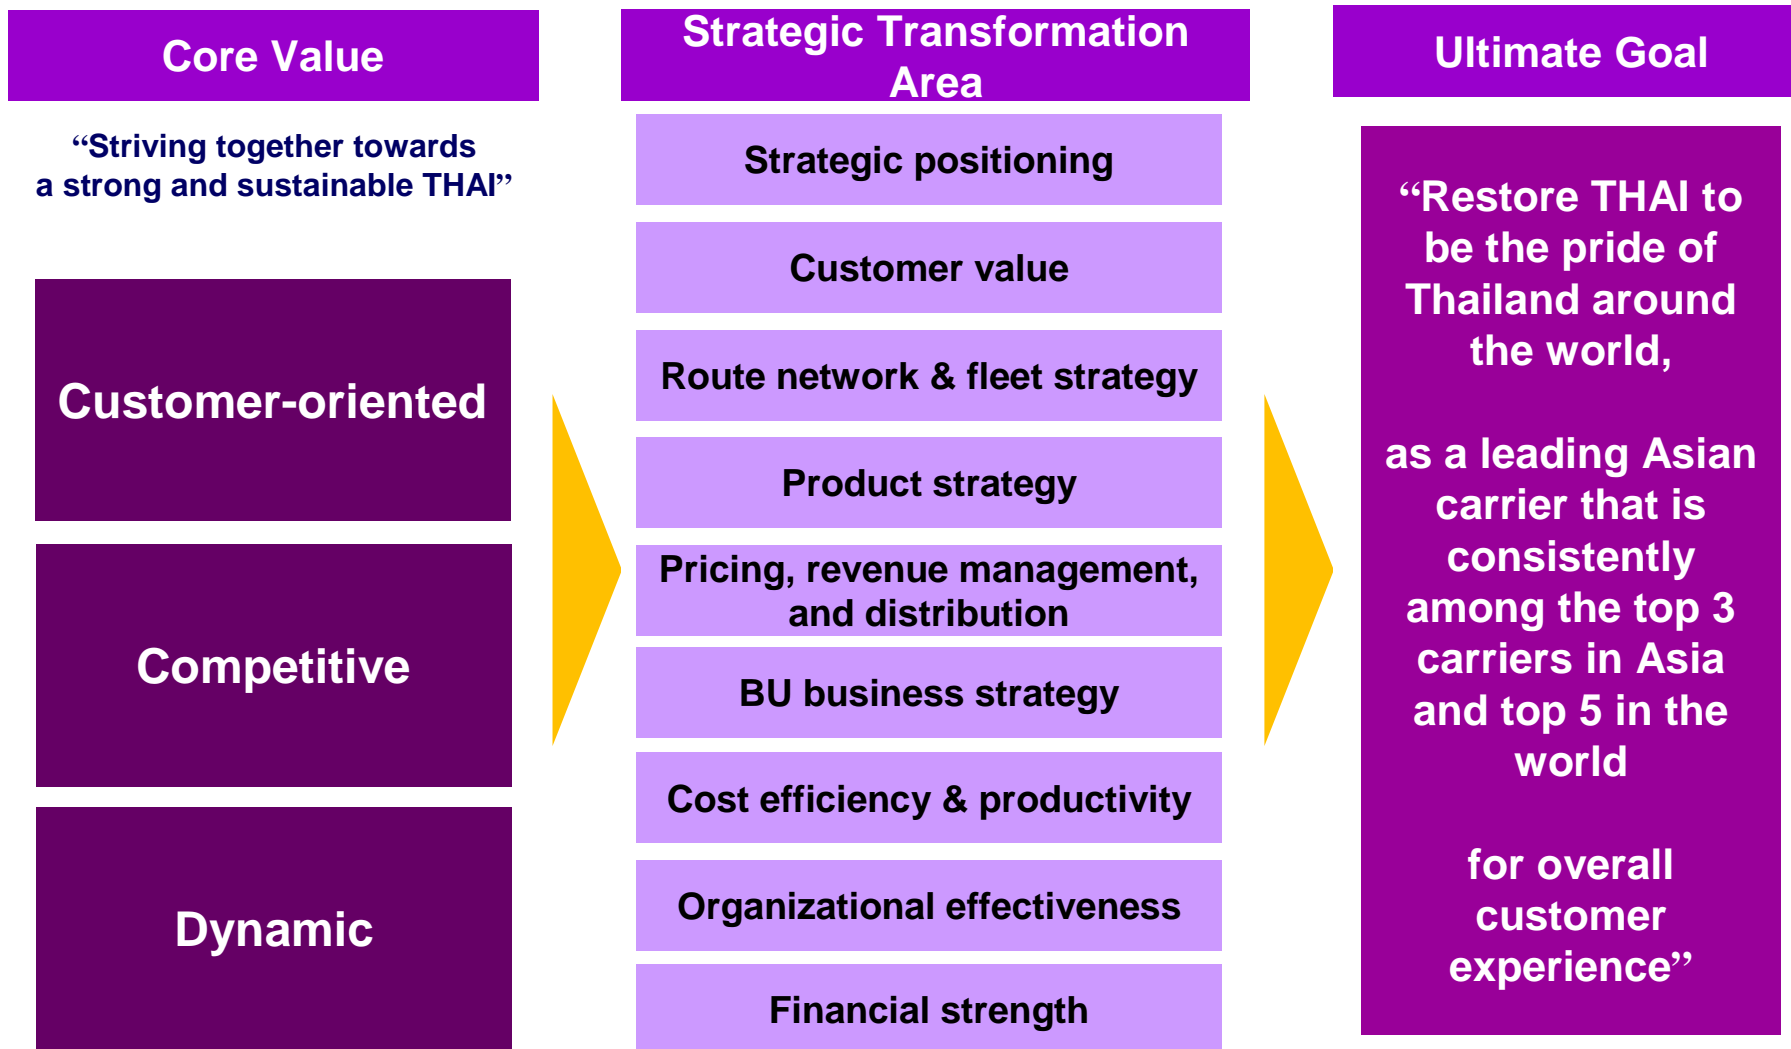 Core Value
“Striving together towards
a strong and sustainable THAI”
Customer-oriented
Competitive
Dynamic
Strategic Transformation
Area
Strategic positioning
Customer value
Route network & fleet strategy
Product strategy
Pricing, revenue management,
and distribution
BU business strategy
Cost efficiency & productivity
Organizational effectiveness
Financial strength
Ultimate Goal
“Restore THAI to
be the pride of
Thailand around
the world,
as a leading Asian
carrier that is
consistently
among the top 3
carriers in Asia
and top 5 in the
world
for overall
customer
experience”